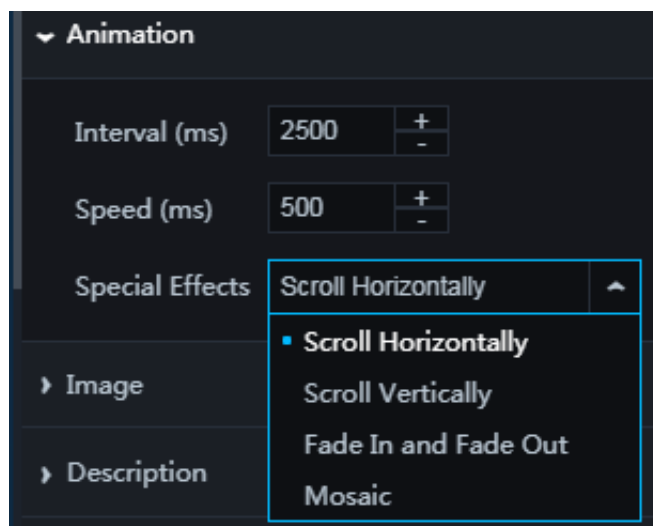 Animation
Interval (ms) 2500 + -
Speed (ms) 500 + -
Special Effects Scroll Horizontally
Scroll Horizontally
Image
Scroll Vertically
Fade In and Fade Out
Description
Mosaic